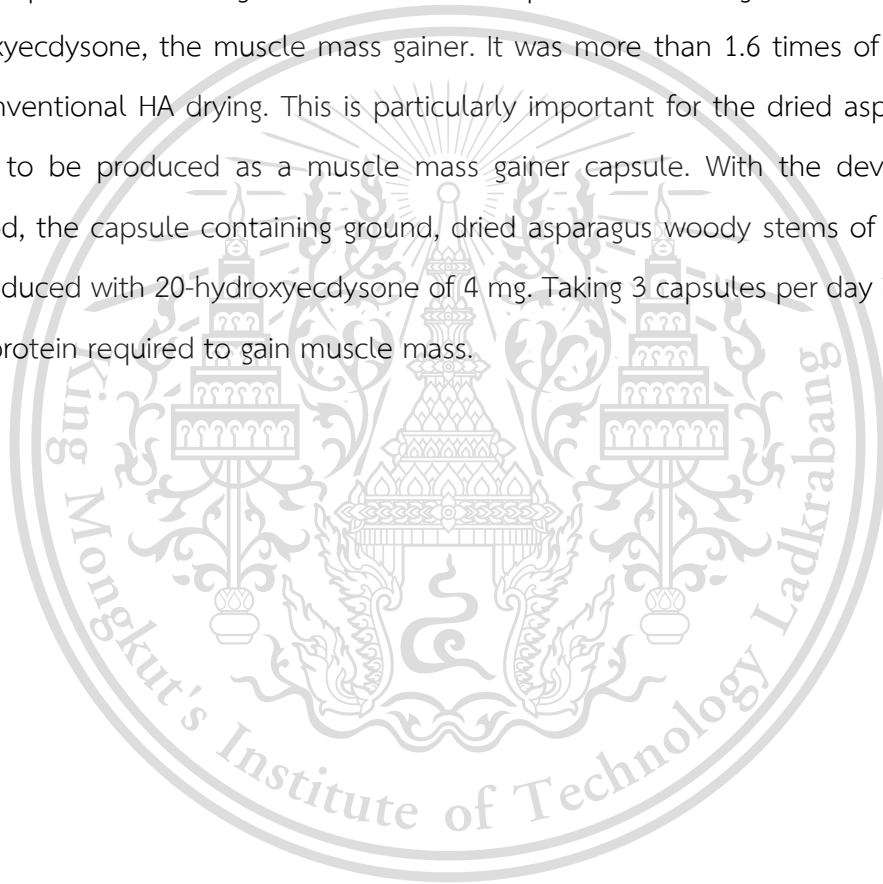 xyecdysone, the muscle mass gainer. It was more than 1.6 times of
nventional HA drying. This is particularly important for the dried asp
to be produced as a muscle mass gainer capsule. With the dev
d, the capsule containing ground, dried asparagus woody stems of
duced with 20-hydroxyecdysone of 4 mg. Taking 3 capsules per day
protein required to gain muscle mass.
King Mongkut's Institute of Technology Ladkrabang